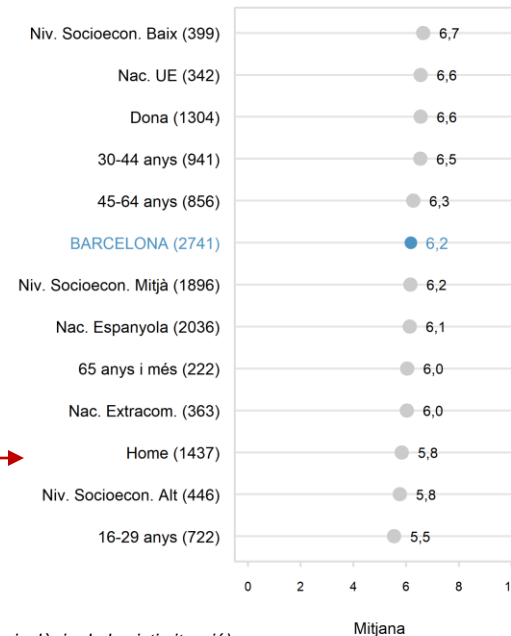 Niv. Socioecon. Baix (399) 6,7
Nac. UE (342) 6,6
Dona (1304) 6,6
30-44 anys (941) 6,5
45-64 anys (856) 6,3
BARCELONA (2741) 6,2
Niv. Socioecon. Mitjà (1896) 6,2
Nac. Espanyola (2036) 6,1
65 anys i més (222) 6,0
Nac. Extracom. (363) 6,0
Home (1437) 5,8
Niv. Socioecon. Alt (446) 5,8
16-29 anys (722) 5,5
0 2 4 6 8
Mitjana